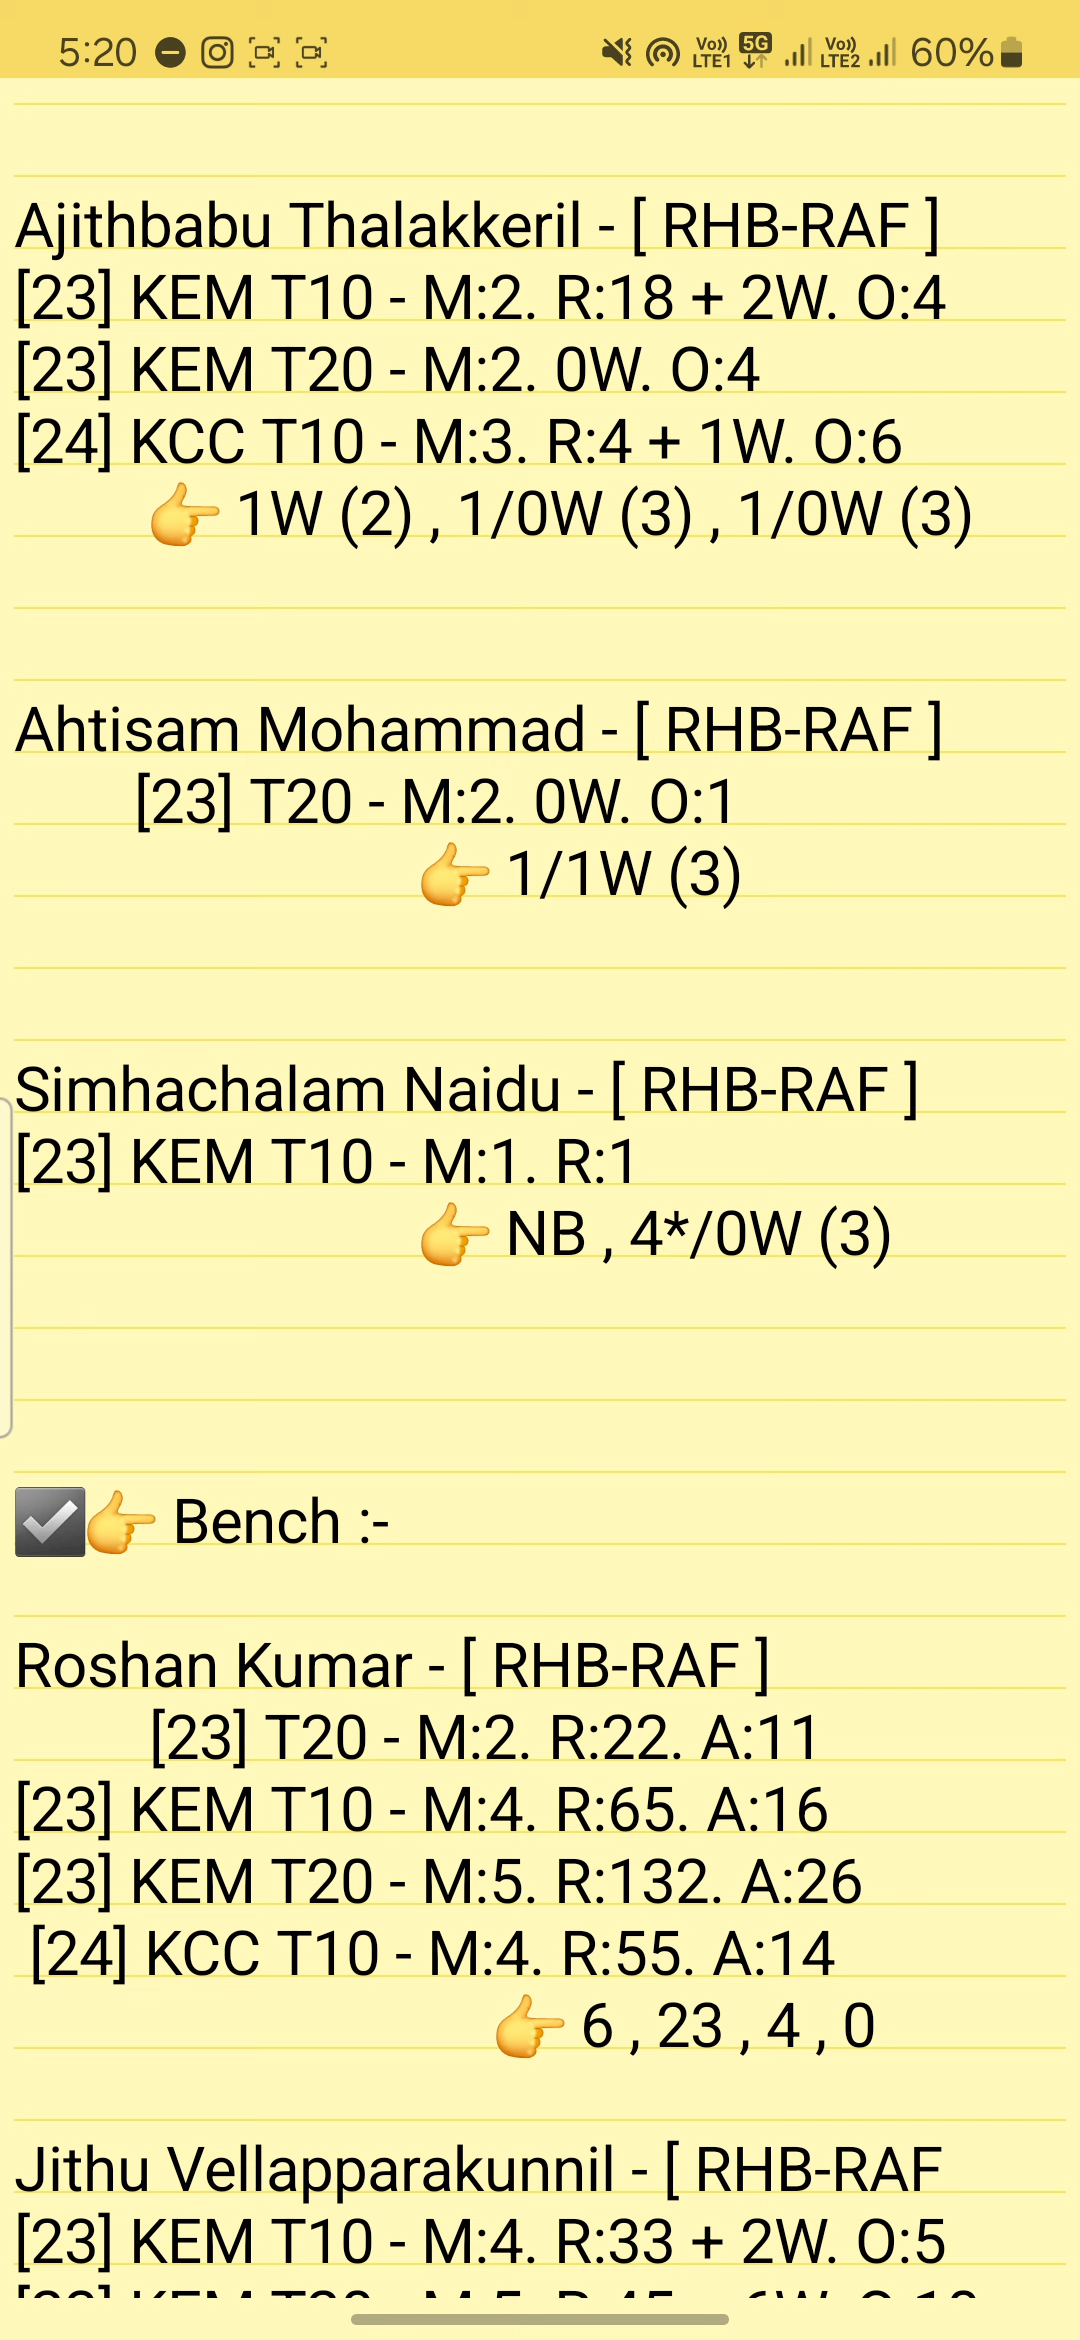 5:20 Vo)) LTE1 5G Vo)) LTE2 60%
Ajithbabu Thalakkeril - [ RHB-RAF ]
[23] KEM T10 - M:2. R:18 + 2W. O:4
[23] KEM T20 - M:2. 0W. O:4
[24] KCC T10 - M:3. R:4 + 1W. O:6
👉 1W (2) , 1/0W (3) , 1/0W (3)
Ahtisam Mohammad - [ RHB-RAF ]
[23] T20 - M:2. 0W. O:1
👉 1/1W (3)
Simhachalam Naidu - [ RHB-RAF ]
[23] KEM T10 - M:1. R:1
👉 NB , 4*/0W (3)
☑️👉 Bench :-
Roshan Kumar - [ RHB-RAF ]
[23] T20 - M:2. R:22. A:11
[23] KEM T10 - M:4. R:65. A:16
[23] KEM T20 - M:5. R:132. A:26
[24] KCC T10 - M:4. R:55. A:14
👉 6 , 23 , 4 , 0
Jithu Vellapparakunnil - [ RHB-RAF
[23] KEM T10 - M:4. R:33 + 2W. O:5